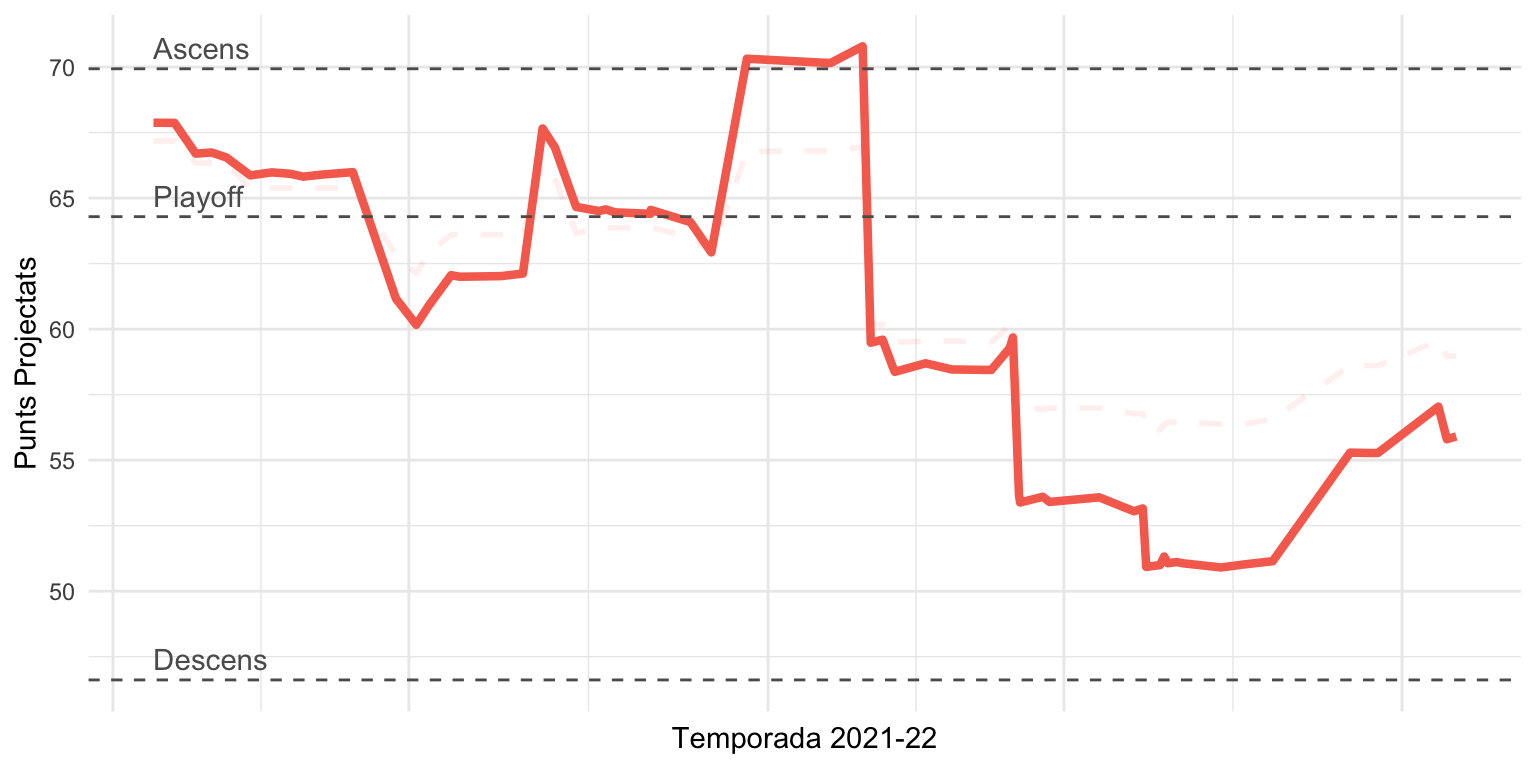 Ascens
70
Playoff
65
60
55
50
Descens
Punts Projectats
Temporada 2021-22